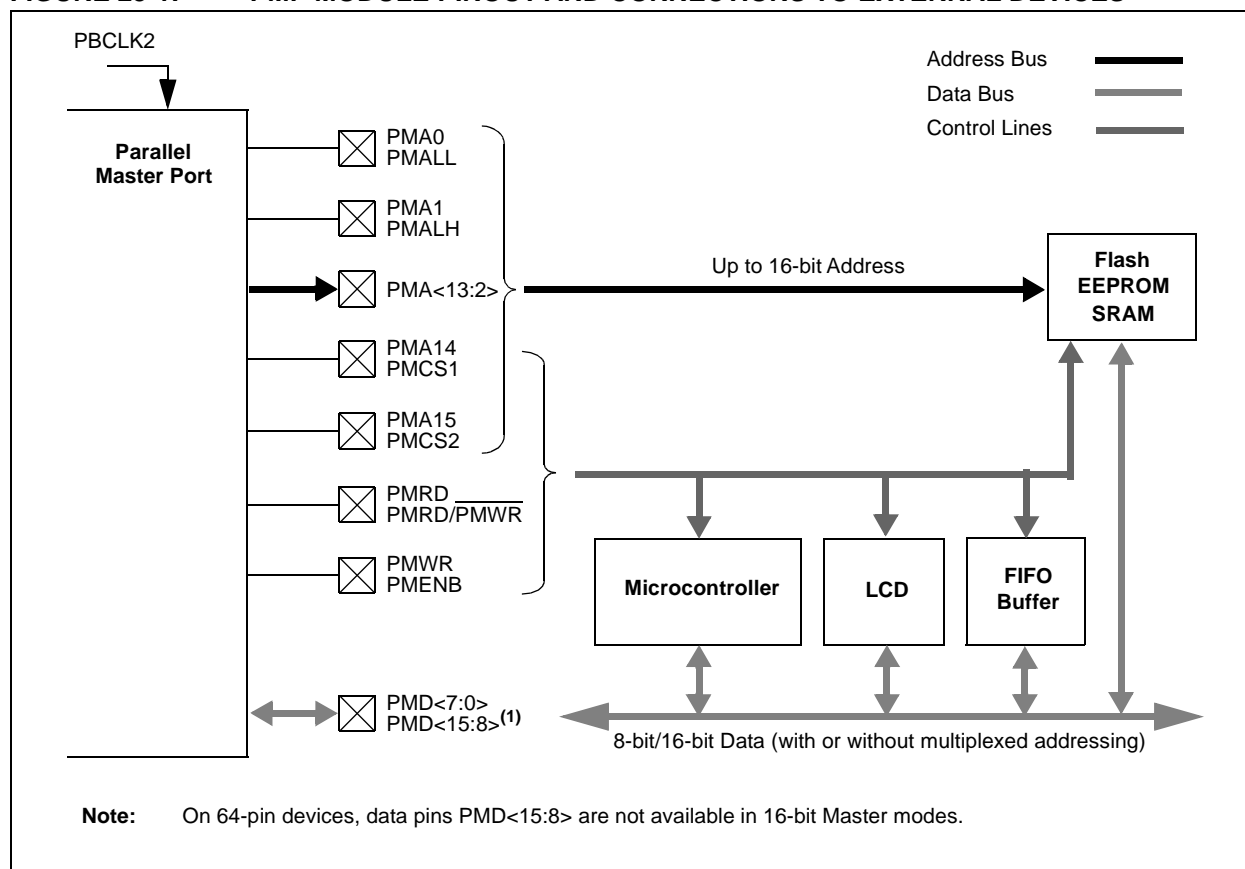 PBCLK2
Address Bus
Data Bus
Control Lines
Parallel
Master Port
PMA0
PMALL
PMA1
PMALH
PMA<13:2>
PMA14
PMCS1
PMA15
PMCS2
PMRD
PMRD/PMWR
PMWR
PMENB
PMD<7:0>
PMD<15:8>(1)
Up to 16-bit Address
Flash
EEPROM
SRAM
Microcontroller
LCD
FIFO
Buffer
8-bit/16-bit Data (with or without multiplexed addressing)
Note: On 64-pin devices, data pins PMD<15:8> are not available in 16-bit Master modes.